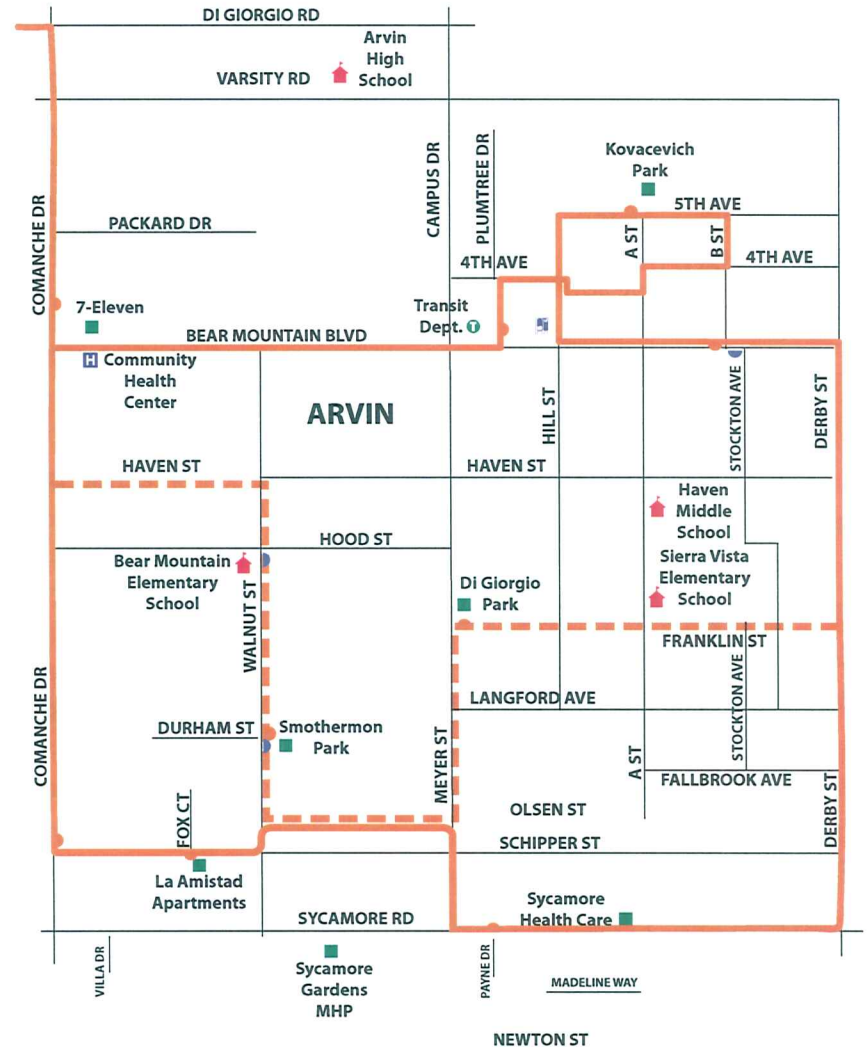 DI GIORGIO RD
Arvin
High
School
VARSITY RD
COMANCHE DR
PACKARD DR
CAMPUS DR
PLUMTREE DR
Kovacevich
Park
5TH AVE
A ST
B ST
4TH AVE
4TH AVE
7-Eleven
Transit
Dept. T
BEAR MOUNTAIN BLVD
H Community
Health
Center
ARVIN
HILL ST
STOCKTON AVE
DERBY ST
HAVEN ST
HAVEN ST
Haven
Middle
School
HOOD ST
Bear Mountain
Elementary
School
WALNUT ST
Di Giorgio
Park
Sierra Vista
Elementary
School
FRANKLIN ST
COMANCHE DR
LANGFORD AVE
STOCKTON AVE
DURHAM ST
Smothermon
Park
MEYER ST
A ST
FALLBROOK AVE
DERBY ST
FOX CT
OLSEN ST
SCHIPPER ST
La Amistad
Apartments
Sycamore
Health Care
SYCAMORE RD
VILLA DR
Sycamore
Gardens
MHP
PAYNE DR
MADELINE WAY
NEWTON ST